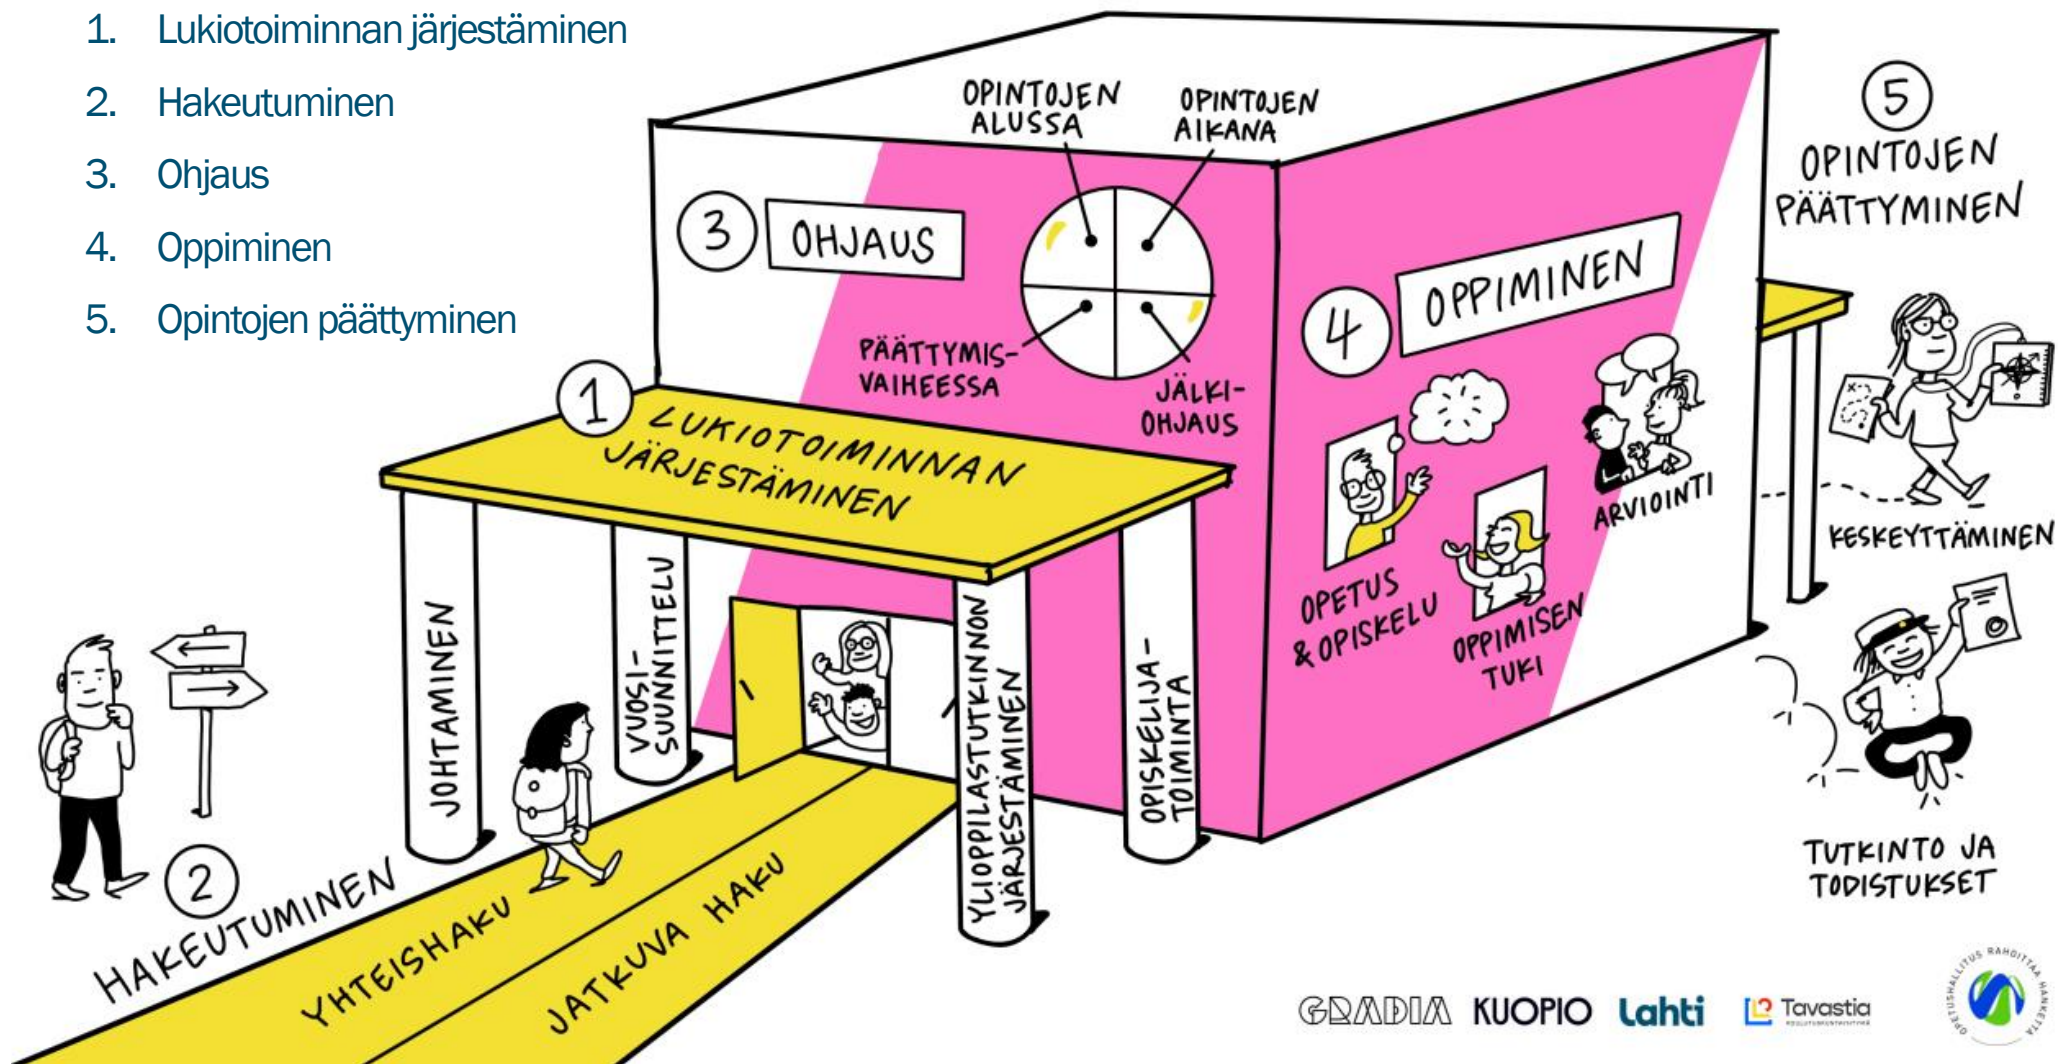 1. Lukiotoiminnan järjestäminen
2. Hakeutuminen
3. Ohjaus
4. Oppiminen
5. Opintojen päättyminen
OPINTOJEN
ALUSSA
OPINTOJEN
AIKANA
3 OHJAUS
PÄÄTTYMIS-
VAIHEESSA
JÄLKI-
OHJAUS
4 OPPIMINEN
OPETUS
& OPISKELU
OPPIMISEN
TUKI
ARVIOINTI
5
OPINTOJEN
PÄÄTTYMINEN
KESKEYTTÄMINEN
TUTKINTO JA
TODISTUKSET
1
LUKIOTOIMINNAN
JÄRJESTÄMINEN
JOHTAMINEN
VUOSI-
SUUNNITTELU
YLIOPPILASTUTKINNON
JÄRJESTÄMINEN
OPISKELIJA-
TOIMINTA
2
HAKEUTUMINEN
YHTEISHAKU
JATKUVA HAKU
GRADIA KUOPIO Lahti Tavastia
KOULUTUSKUNTAYHTYMÄ
OPETUSHALLITUS RAHOITTAA HANKETTA